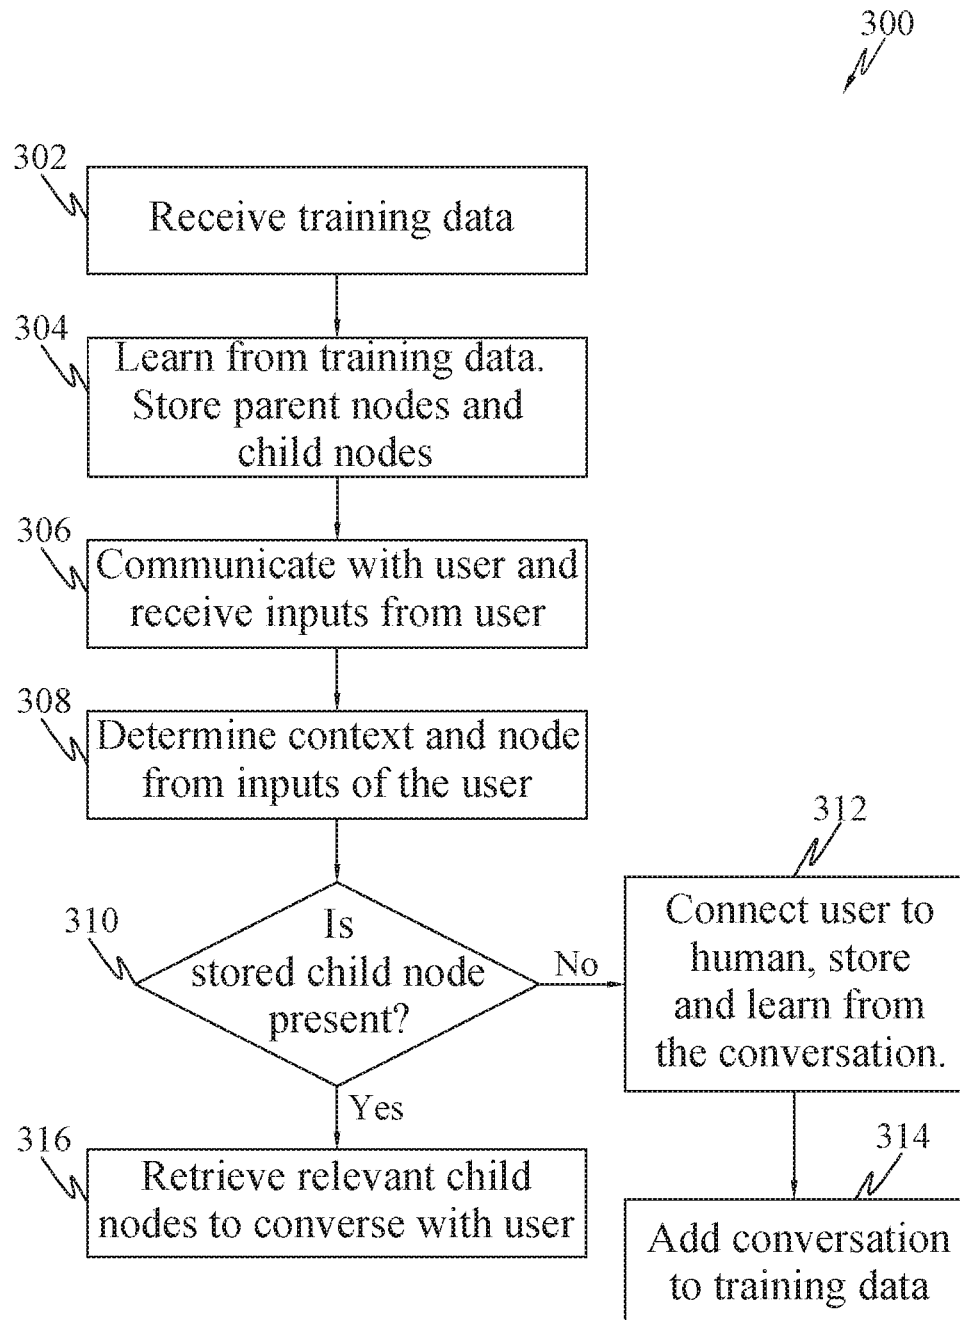 300
302
Receive training data
304
Learn from training data.
Store parent nodes and
child nodes
306
Communicate with user and
receive inputs from user
308
Determine context and node
from inputs of the user
310
Is
stored child node
present?
No
Yes
312
Connect user to
human, store
and learn from
the conversation.
314
Add conversation
to training data
316
Retrieve relevant child
nodes to converse with user